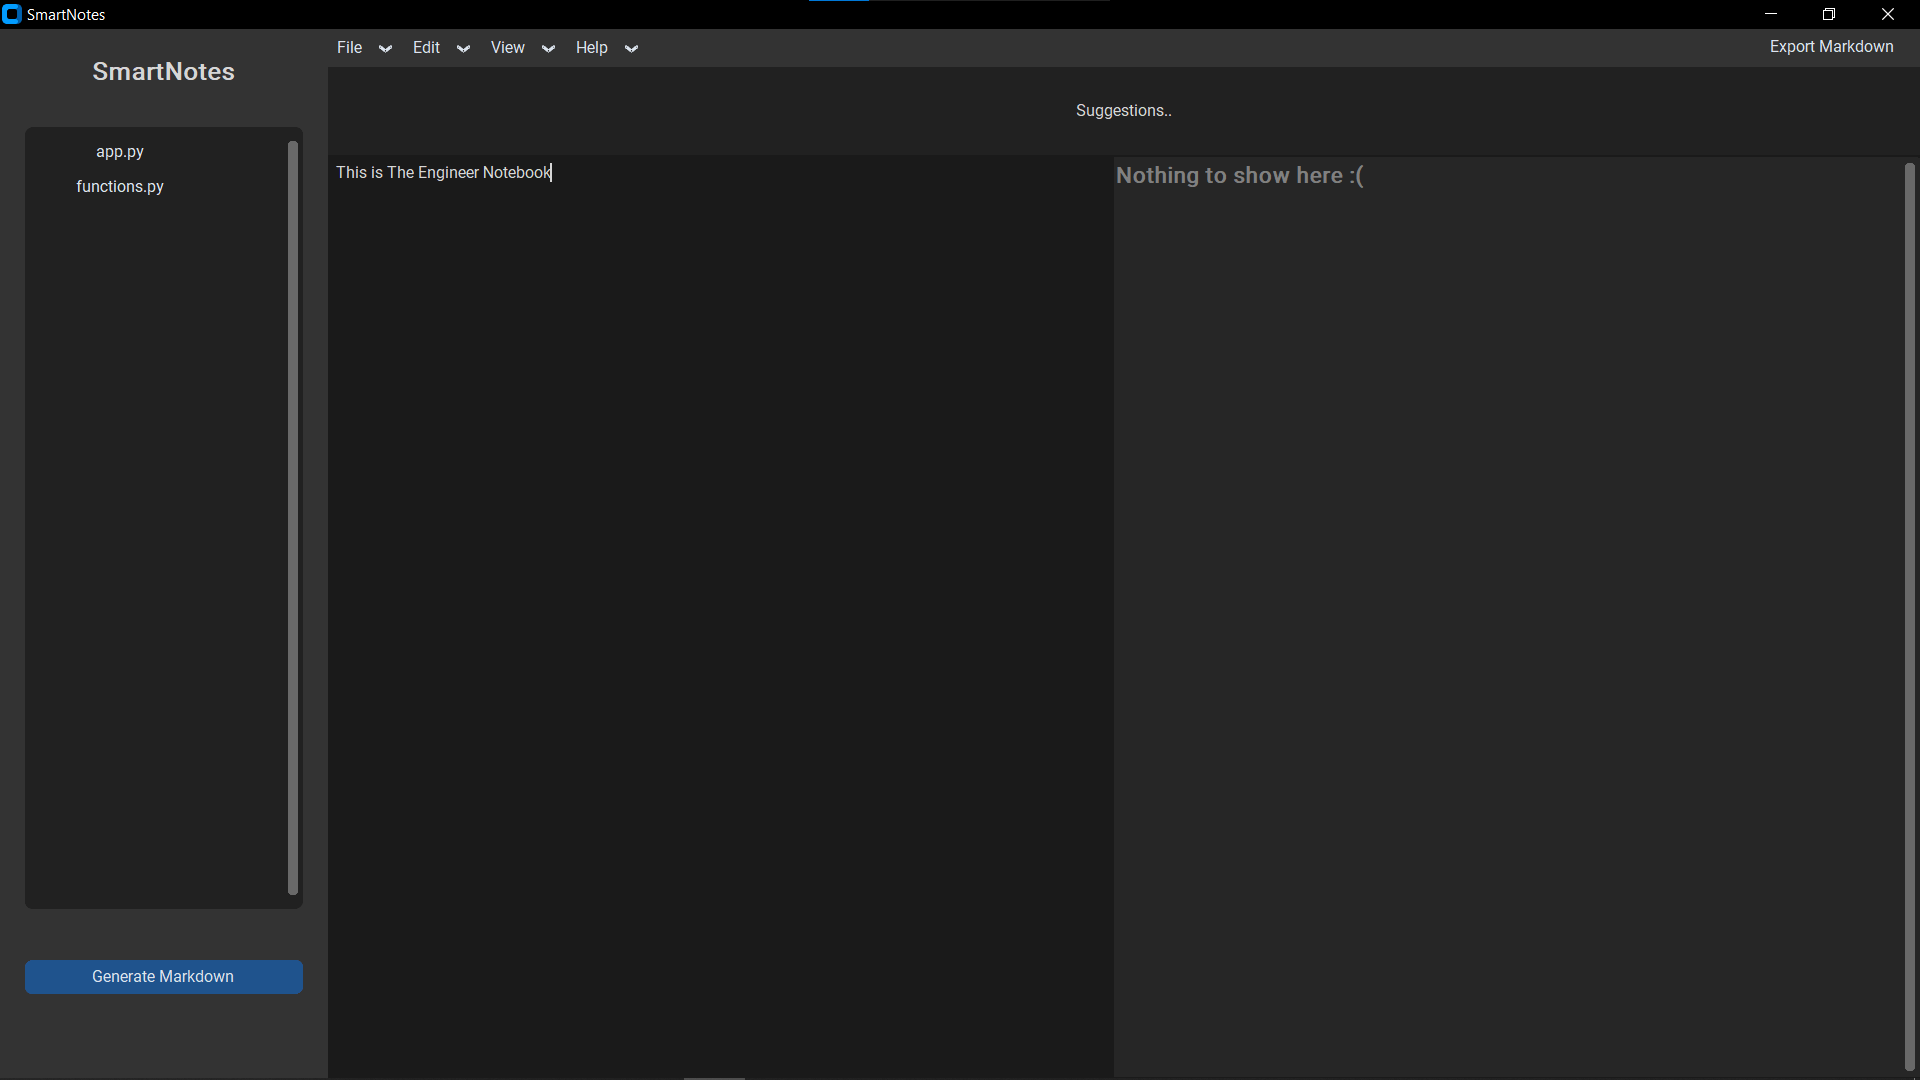 SmartNotes
File Edit View Help Export Markdown
SmartNotes
Suggestions..
app.py
functions.py
This is The Engineer Notebook
Nothing to show here :(
Generate Markdown